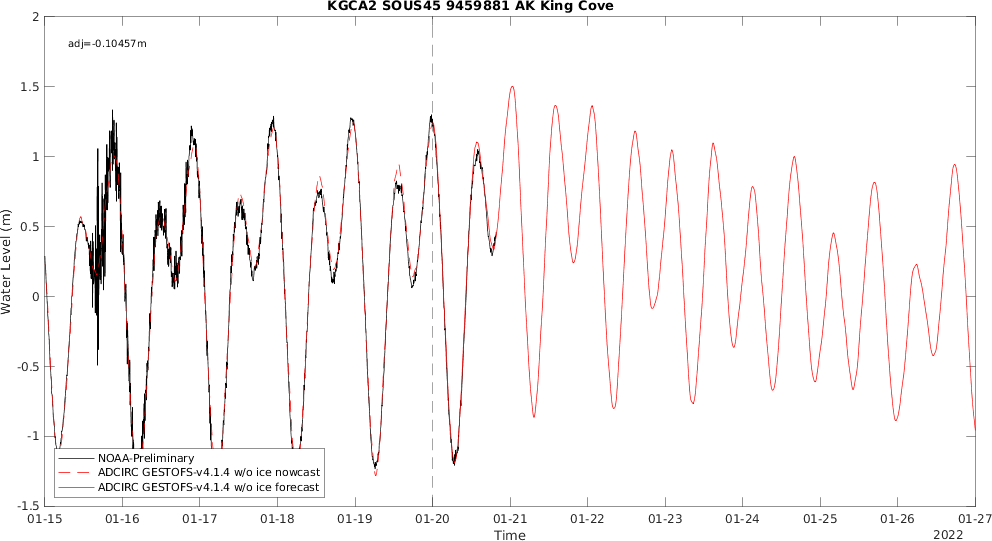 KGCA2 SOUS45 9459881 AK King Cove
adj=-0.10457m
2
1.5
1
0.5
0
-0.5
-1
-1.5
Water Level (m)
NOAA-Preliminary
ADCIRC GESTOFS-v4.1.4 w/o ice nowcast
ADCIRC GESTOFS-v4.1.4 w/o ice forecast
01-15 01-16 01-17 01-18 01-19 01-20 01-21 01-22 01-23 01-24 01-25 01-26 01-27
Time
2022